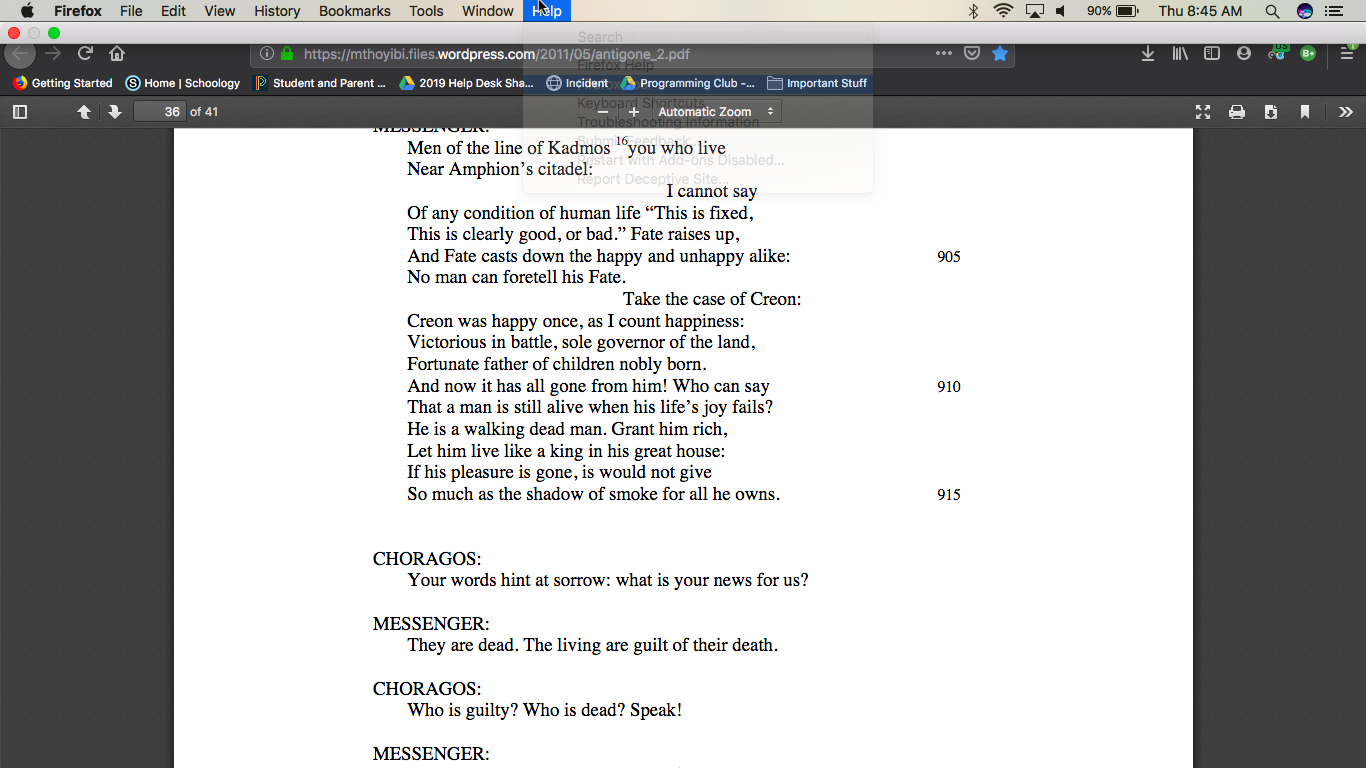 Firefox File Edit View History Bookmarks Tools Window Help 90% Thu 8:45 AM
Search
https://mthoyibi.files.wordpress.com/2011/05/antigone_2.pdf
Firefox Help
Getting Started Home | Schoology Student and Parent ... 2019 Help Desk Sha... Incident Programming Club -... Important Stuff
Keyboard Shortcuts
36 of 41 Automatic Zoom
Troubleshooting Information
MESSENGER:
Submit Feedback...
Men of the line of Kadmos 16 you who live
Restart with Add-ons Disabled...
Near Amphion’s citadel:
Report Deceptive Site...
I cannot say
Of any condition of human life “This is fixed,
This is clearly good, or bad.” Fate raises up,
And Fate casts down the happy and unhappy alike: 905
No man can foretell his Fate.
Take the case of Creon:
Creon was happy once, as I count happiness:
Victorious in battle, sole governor of the land,
Fortunate father of children nobly born.
And now it has all gone from him! Who can say 910
That a man is still alive when his life’s joy fails?
He is a walking dead man. Grant him rich,
Let him live like a king in his great house:
If his pleasure is gone, is would not give
So much as the shadow of smoke for all he owns. 915
CHORAGOS:
Your words hint at sorrow: what is your news for us?
MESSENGER:
They are dead. The living are guilt of their death.
CHORAGOS:
Who is guilty? Who is dead? Speak!
MESSENGER: